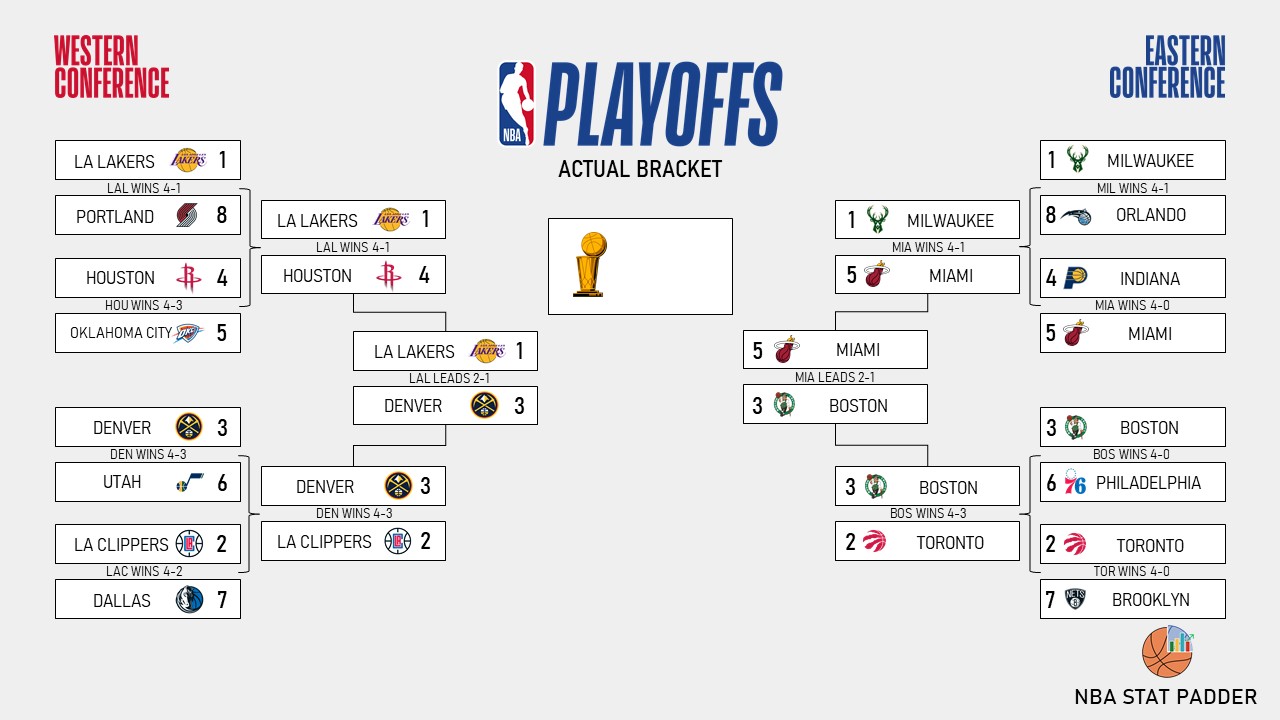 WESTERN
CONFERENCE
EASTERN
CONFERENCE
NBA
PLAYOFFS
ACTUAL BRACKET
LA LAKERS LAKERS 1
LAL WINS 4-1
PORTLAND 8
HOUSTON 4
HOU WINS 4-3
OKLAHOMA CITY OKC 5
LA LAKERS LAKERS 1
LAL WINS 4-1
HOUSTON 4
LA LAKERS LAKERS 1
LAL LEADS 2-1
DENVER 3
DENVER 3
DEN WINS 4-3
UTAH 6
LA CLIPPERS 2
LAC WINS 4-2
DALLAS 7
DENVER 3
DEN WINS 4-3
LA CLIPPERS 2
1 MILWAUKEE
MIA WINS 4-1
5 MIAMI
5 MIAMI
MIA LEADS 2-1
3 BOSTON
3 BOSTON
BOS WINS 4-3
2 TORONTO
1 MILWAUKEE
MIL WINS 4-1
8 ORLANDO
4 INDIANA
MIA WINS 4-0
5 MIAMI
3 BOSTON
BOS WINS 4-0
6 76 PHILADELPHIA
2 TORONTO
TOR WINS 4-0
7 NETS B BROOKLYN
NBA STAT PADDER